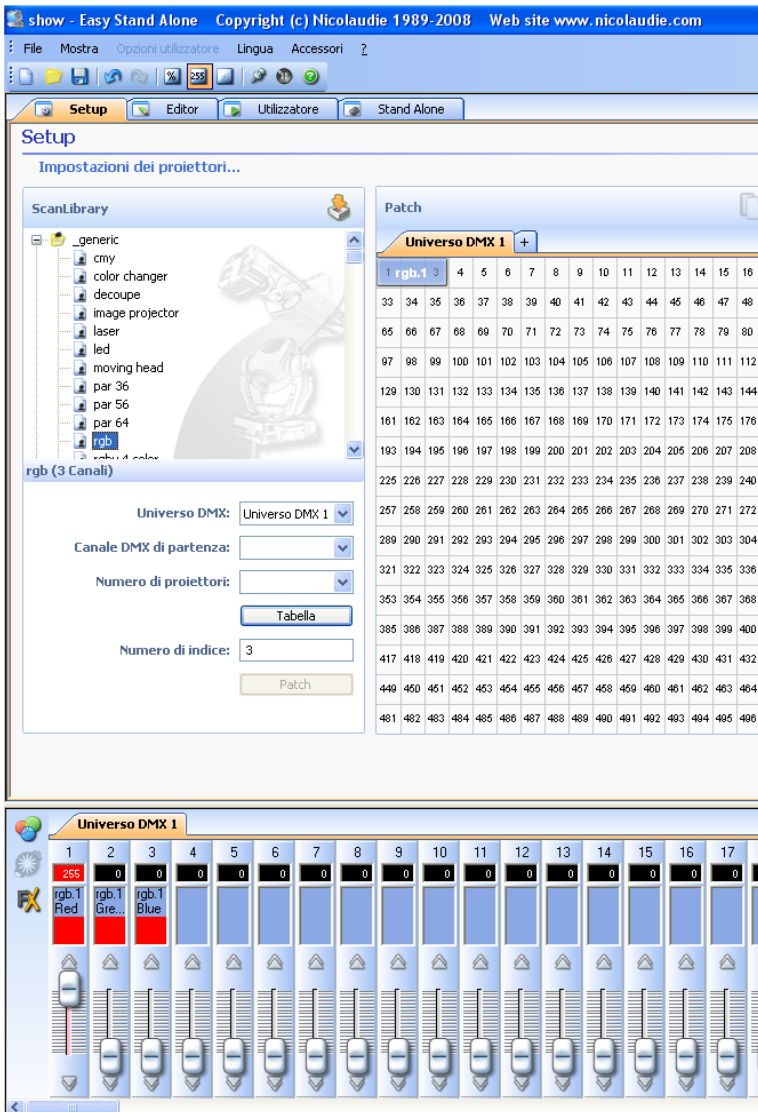 show - Easy Stand Alone Copyright (c) Nicolaudie 1989-2008 Web site www.nicolaudie.com
File Mostra Opzioni utilizzatore Lingua Accessori ?
% 255
Setup Editor Utilizzatore Stand Alone
Setup
Impostazioni dei proiettori...
ScanLibrary
_generic
cmy
color changer
decoupe
image projector
laser
led
moving head
par 36
par 56
par 64
rgb
rgbu 4 color
rgb (3 Canali)
Universo DMX: Universo DMX 1
Canale DMX di partenza:
Numero di proiettori:
Tabella
Numero di indice: 3
Patch
Patch
Universo DMX 1 +
1 rgb.1 3 4 5 6 7 8 9 10 11 12 13 14 15 16
33 34 35 36 37 38 39 40 41 42 43 44 45 46 47 48
65 66 67 68 69 70 71 72 73 74 75 76 77 78 79 80
97 98 99 100 101 102 103 104 105 106 107 108 109 110 111 112
129 130 131 132 133 134 135 136 137 138 139 140 141 142 143 144
161 162 163 164 165 166 167 168 169 170 171 172 173 174 175 176
193 194 195 196 197 198 199 200 201 202 203 204 205 206 207 208
225 226 227 228 229 230 231 232 233 234 235 236 237 238 239 240
257 258 259 260 261 262 263 264 265 266 267 268 269 270 271 272
289 290 291 292 293 294 295 296 297 298 299 300 301 302 303 304
321 322 323 324 325 326 327 328 329 330 331 332 333 334 335 336
353 354 355 356 357 358 359 360 361 362 363 364 365 366 367 368
385 386 387 388 389 390 391 392 393 394 395 396 397 398 399 400
417 418 419 420 421 422 423 424 425 426 427 428 429 430 431 432
449 450 451 452 453 454 455 456 457 458 459 460 461 462 463 464
481 482 483 484 485 486 487 488 489 490 491 492 493 494 495 496
Universo DMX 1
1 2 3 4 5 6 7 8 9 10 11 12 13 14 15 16 17
255 0 0 0 0 0 0 0 0 0 0 0 0 0 0 0 0
FX
rgb.1 rgb.1 rgb.1
Red Gre... Blue